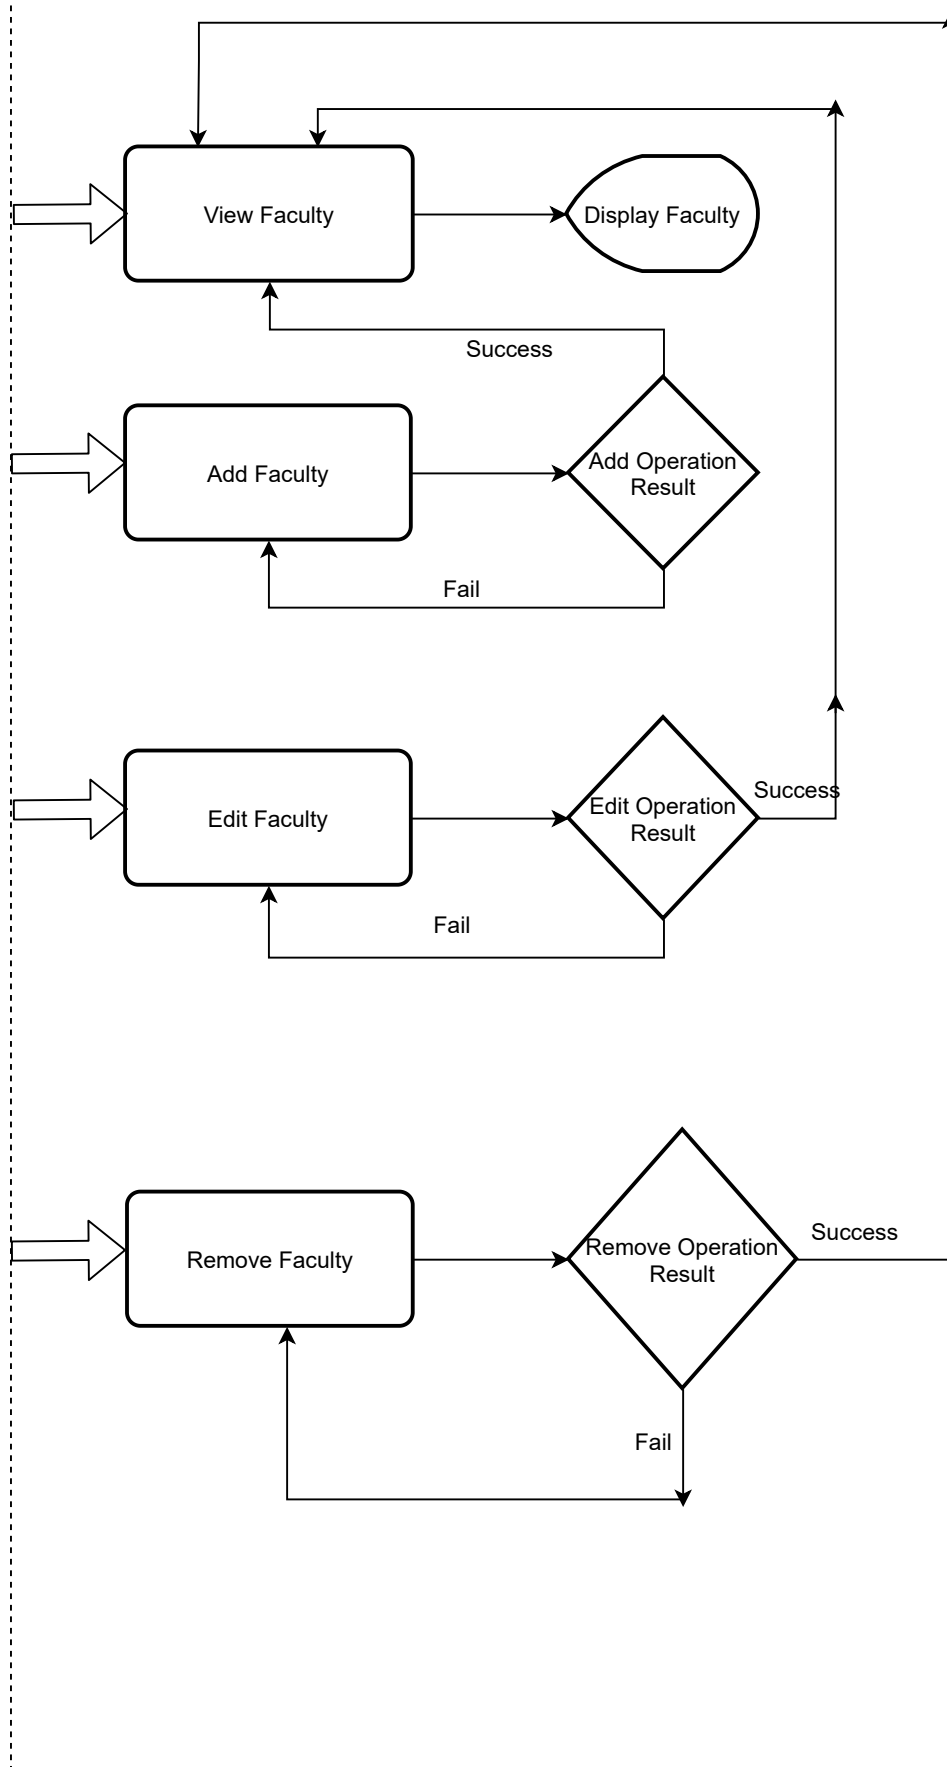 View Faculty
Display Faculty
Success
Add Faculty
Add Operation
Result
Fail
Edit Faculty
Edit Operation
Result
Success
Fail
Remove Faculty
Remove Operation
Result
Success
Fail